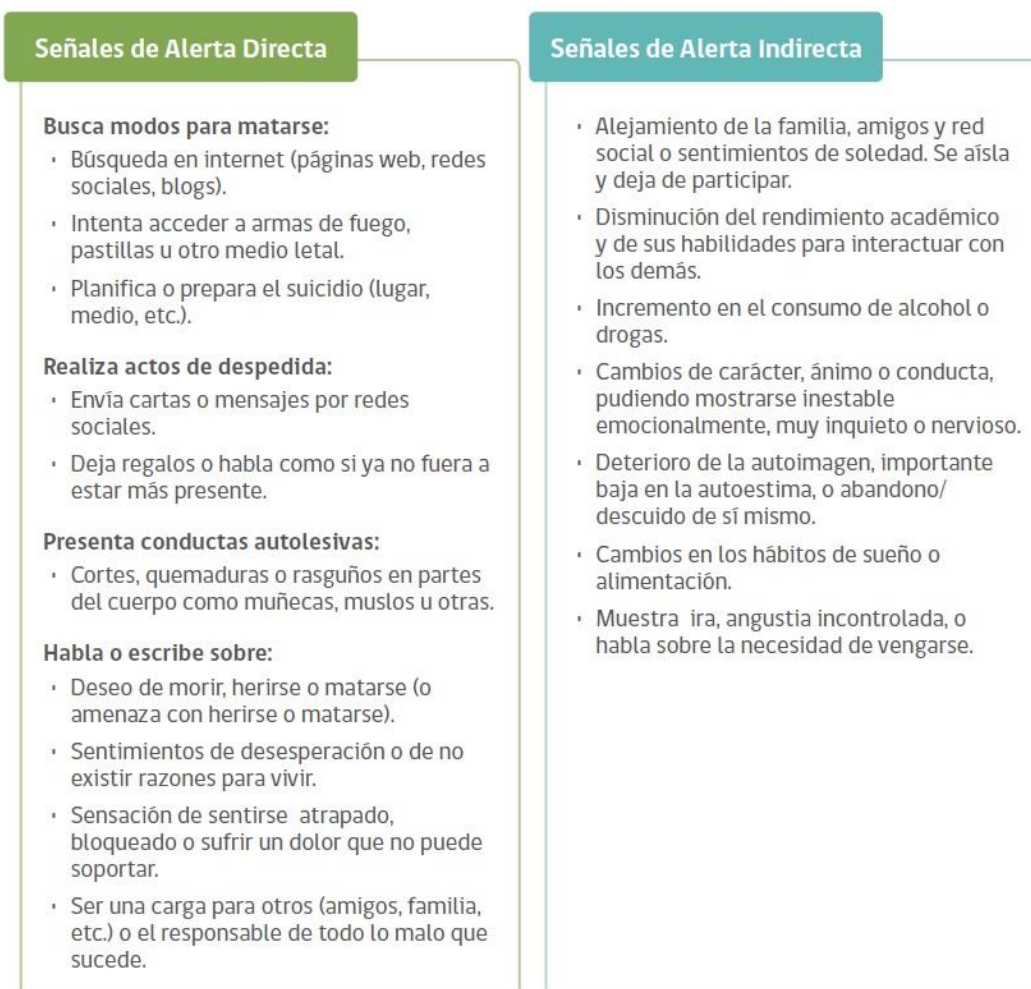 Señales de Alerta Directa
Busca modos para matarse:
· Búsqueda en internet (páginas web, redes
sociales, blogs).
· Intenta acceder a armas de fuego,
pastillas u otro medio letal.
· Planifica o prepara el suicidio (lugar,
medio, etc.).
Realiza actos de despedida:
· Envía cartas o mensajes por redes
sociales.
· Deja regalos o habla como si ya no fuera a
estar más presente.
Presenta conductas autolesivas:
· Cortes, quemaduras o rasguños en partes
del cuerpo como muñecas, muslos u otras.
Habla o escribe sobre:
· Deseo de morir, herirse o matarse (o
amenaza con herirse o matarse).
· Sentimientos de desesperación o de no
existir razones para vivir.
· Sensación de sentirse atrapado,
bloqueado o sufrir un dolor que no puede
soportar.
· Ser una carga para otros (amigos, familia,
etc.) o el responsable de todo lo malo que
sucede.
Señales de Alerta Indirecta
· Alejamiento de la familia, amigos y red
social o sentimientos de soledad. Se aísla
y deja de participar.
· Disminución del rendimiento académico
y de sus habilidades para interactuar con
los demás.
· Incremento en el consumo de alcohol o
drogas.
· Cambios de carácter, ánimo o conducta,
pudiendo mostrarse inestable
emocionalmente, muy inquieto o nervioso.
· Deterioro de la autoimagen, importante
baja en la autoestima, o abandono/
descuido de sí mismo.
· Cambios en los hábitos de sueño o
alimentación.
· Muestra ira, angustia incontrolada, o
habla sobre la necesidad de vengarse.